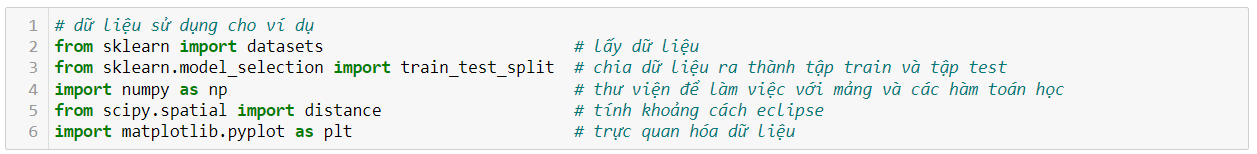 1 # dữ liệu sử dụng cho ví dụ
2 from sklearn import datasets # lấy dữ liệu
3 from sklearn.model_selection import train_test_split # chia dữ liệu ra thành tập train và tập test
4 import numpy as np # thư viện để làm việc với mảng và các hàm toán học
5 from scipy.spatial import distance # tính khoảng cách eclipse
6 import matplotlib.pyplot as plt # trực quan hóa dữ liệu